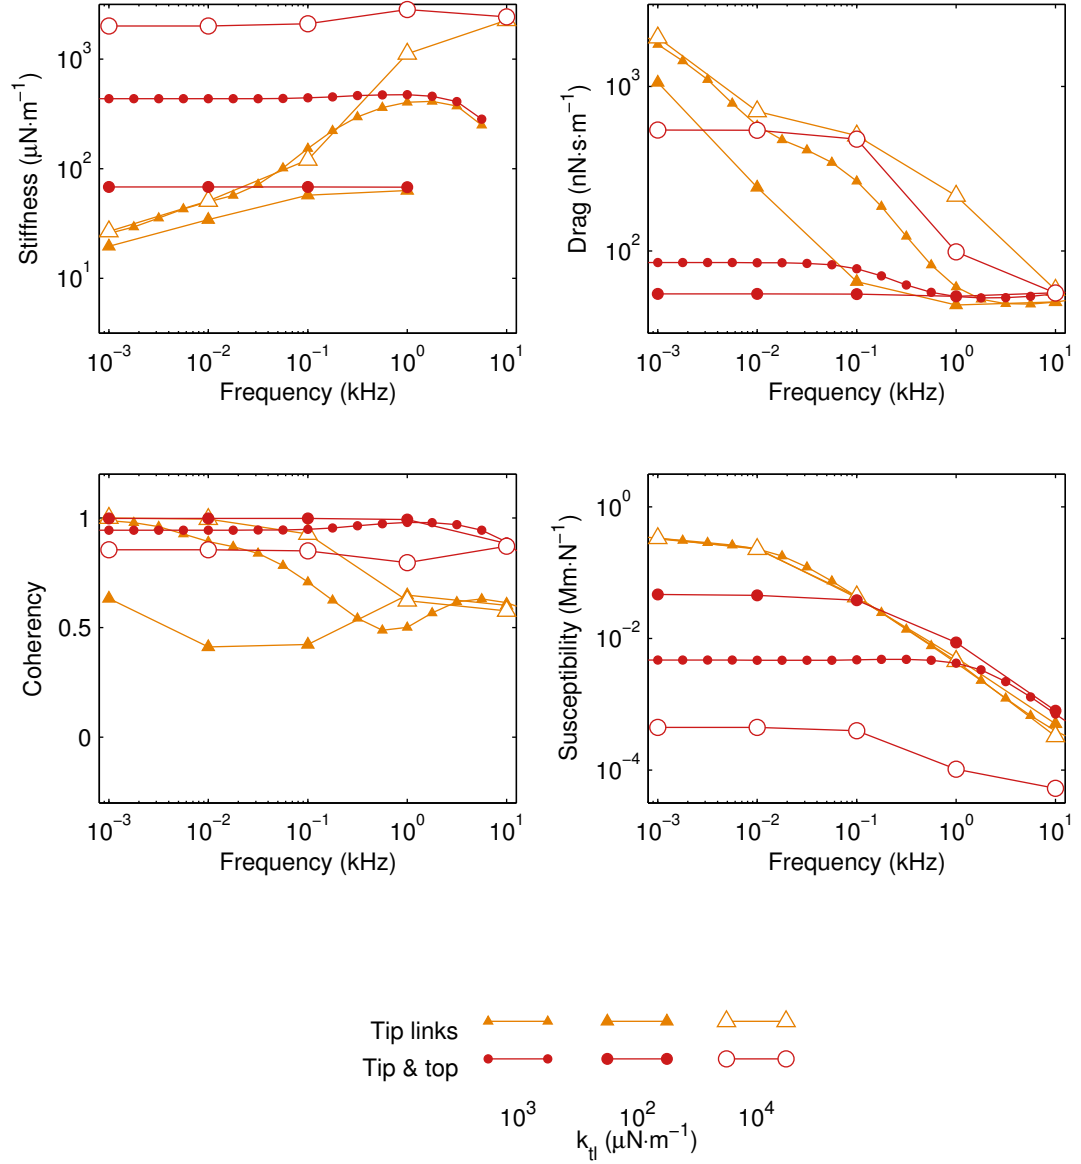 Stiffness (μN·m⁻¹)
10³
10²
10¹
10⁻³ 10⁻² 10⁻¹ 10⁰ 10¹
Frequency (kHz)
Drag (nN·s·m⁻¹)
10³
10²
10⁻³ 10⁻² 10⁻¹ 10⁰ 10¹
Frequency (kHz)
Coherency
1
0.5
0
10⁻³ 10⁻² 10⁻¹ 10⁰ 10¹
Frequency (kHz)
Susceptibility (Mm·N⁻¹)
10⁰
10⁻²
10⁻⁴
10⁻³ 10⁻² 10⁻¹ 10⁰ 10¹
Frequency (kHz)
Tip links
Tip & top
10³ 10² 10⁴
k_tl (μN·m⁻¹)